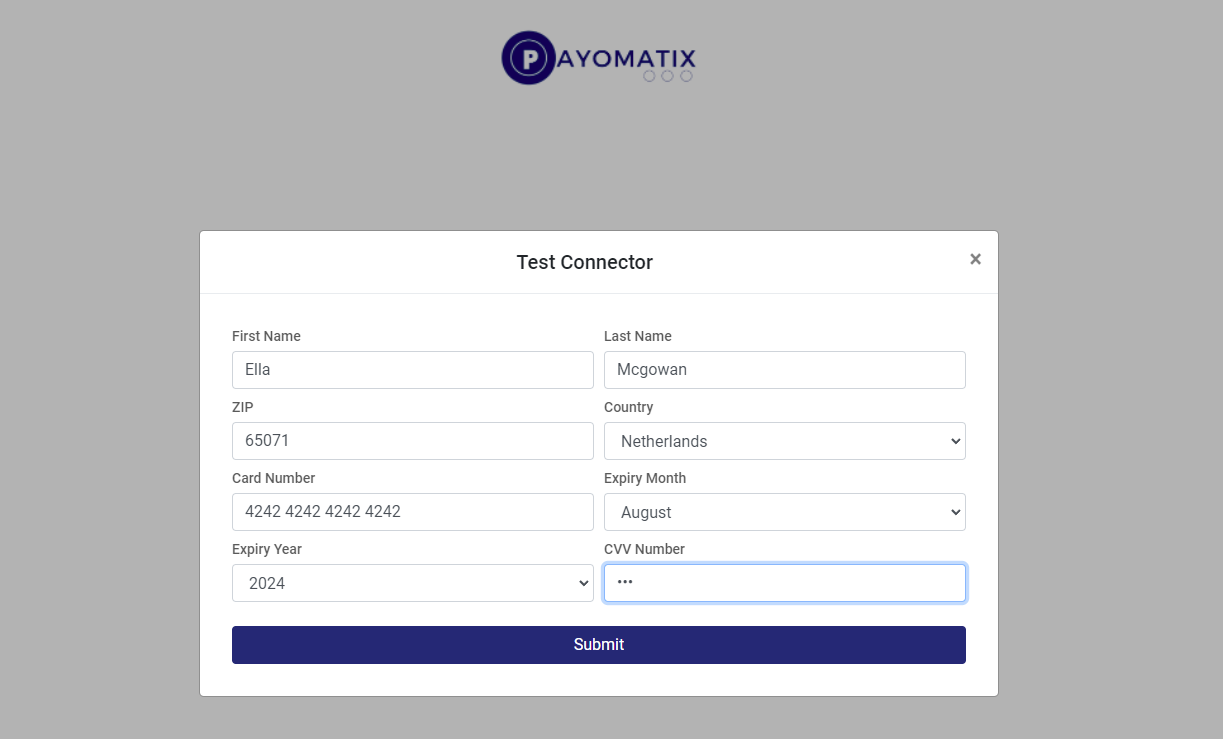 PAYOMATIX
Test Connector ×
First Name Last Name
Ella Mcgowan
ZIP Country
65071 Netherlands
Card Number Expiry Month
4242 4242 4242 4242 August
Expiry Year CVV Number
2024 •••
Submit